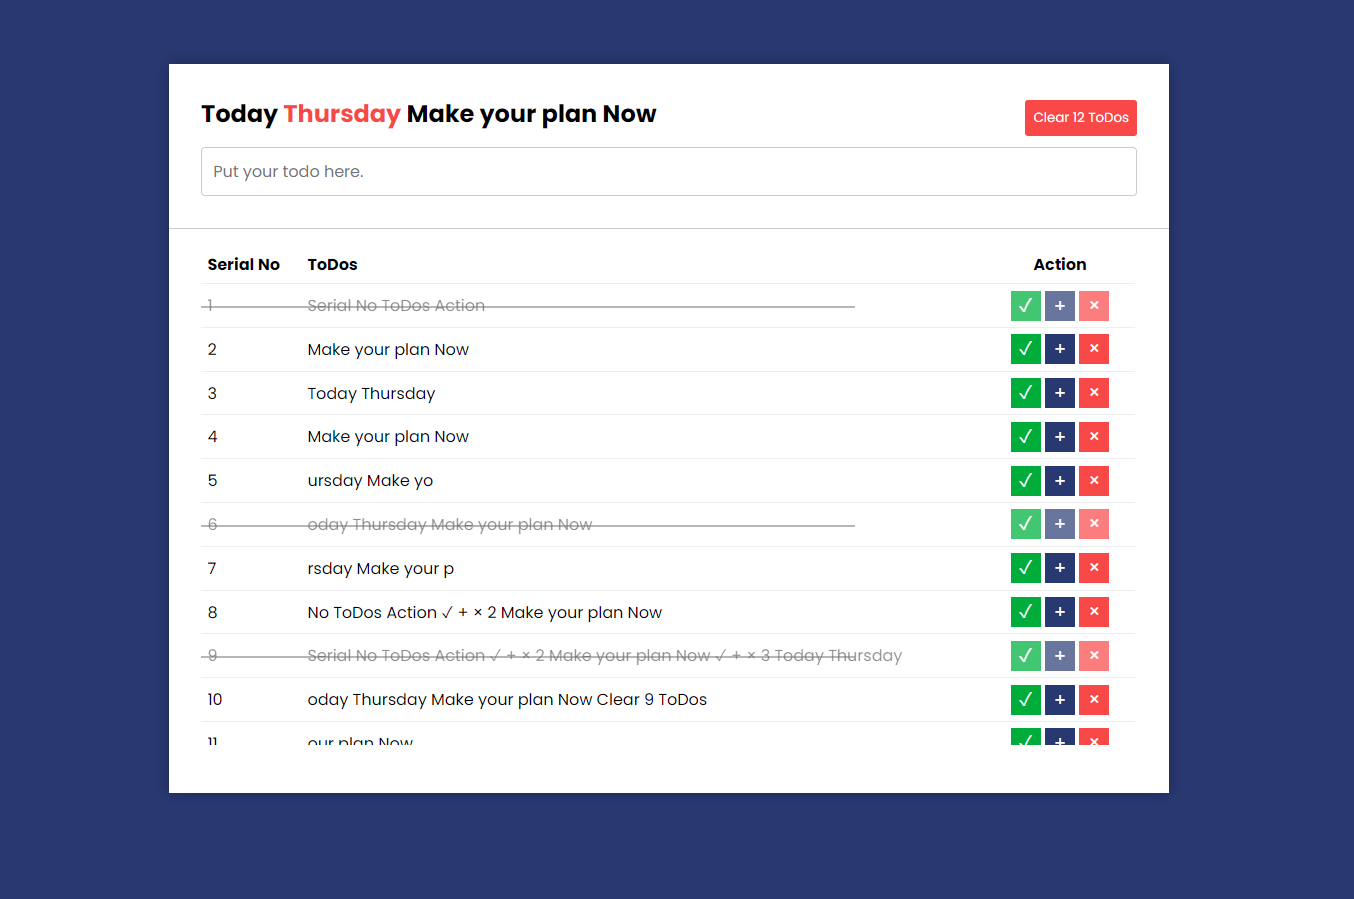 Today Thursday Make your plan Now
Clear 12 ToDos
Put your todo here.
Serial No ToDos Action
1 Serial No ToDos Action ✓ + ×
2 Make your plan Now ✓ + ×
3 Today Thursday ✓ + ×
4 Make your plan Now ✓ + ×
5 ursday Make yo ✓ + ×
6 oday Thursday Make your plan Now ✓ + ×
7 rsday Make your p ✓ + ×
8 No ToDos Action ✓ + × 2 Make your plan Now ✓ + ×
9 Serial No ToDos Action ✓ + × 2 Make your plan Now ✓ + × 3 Today Thursday ✓ + ×
10 oday Thursday Make your plan Now Clear 9 ToDos ✓ + ×
11 our plan Now ✓ + ×